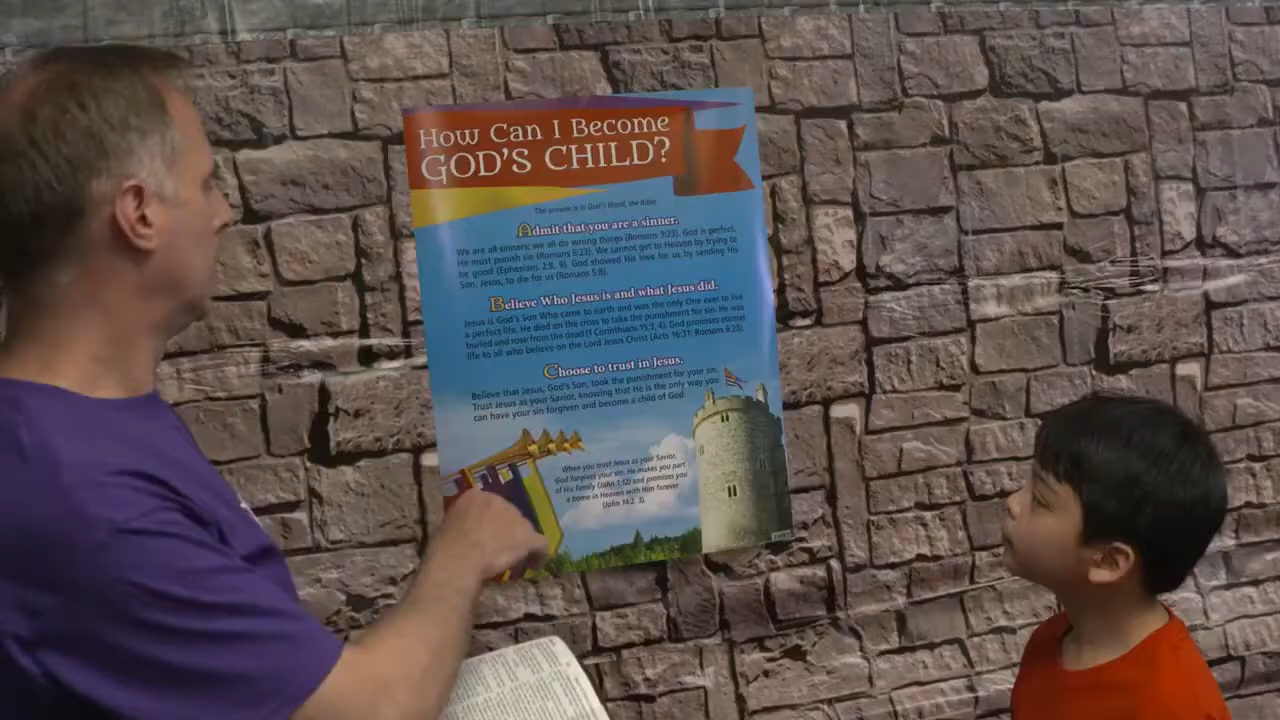 How Can I Become
GOD'S CHILD?
The answer is in God's Word, the Bible.
Admit that you are a sinner.
We are all sinners; we all do wrong things (Romans 3:23). God is perfect.
He must punish sin (Romans 6:23). We cannot get to Heaven by trying to
be good (Ephesians 2:8, 9). God showed His love for us by sending His
Son, Jesus, to die for us (Romans 5:8).
Believe Who Jesus is and what Jesus did.
Jesus is God's Son Who came to earth and was the only One ever to live
a perfect life. He died on the cross to take the punishment for sin. He was
buried and rose from the dead (1 Corinthians 15:3, 4). God promises eternal
life to all who believe on the Lord Jesus Christ (Acts 16:31; Romans 6:23).
Choose to trust in Jesus.
Believe that Jesus, God's Son, took the punishment for your sin.
Trust Jesus as your Savior, knowing that He is the only way you
can have your sin forgiven and become a child of God.
When you trust Jesus as your Savior,
God forgives your sin. He makes you part
of His family (John 1:12) and promises you
a home in Heaven with Him forever
(John 14:2, 3).